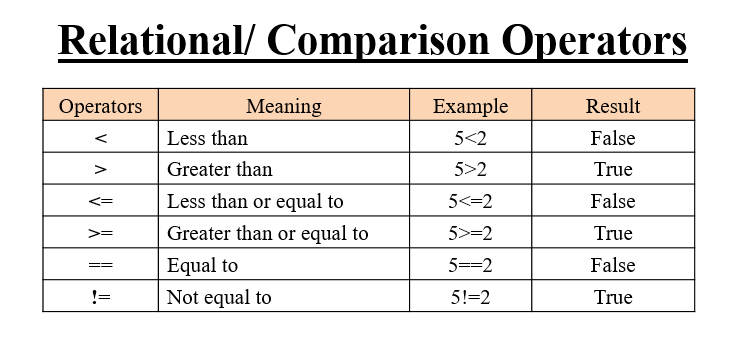 Relational/ Comparison Operators
Operators Meaning Example Result
< Less than 5<2 False
> Greater than 5>2 True
<= Less than or equal to 5<=2 False
>= Greater than or equal to 5>=2 True
== Equal to 5==2 False
!= Not equal to 5!=2 True